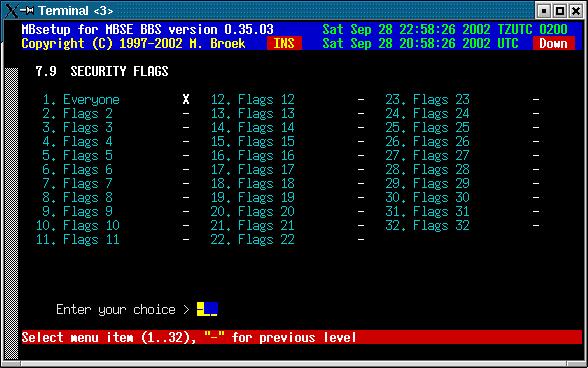 Terminal <3>
MBsetup for MBSE BBS version 0.35.03 Sat Sep 28 22:58:26 2002 TZUTC 0200
Copyright (C) 1997-2002 M. Broek INS Sat Sep 28 20:58:26 2002 UTC Down
7.9 SECURITY FLAGS
1. Everyone X 12. Flags 12 - 23. Flags 23 -
2. Flags 2 - 13. Flags 13 - 24. Flags 24 -
3. Flags 3 - 14. Flags 14 - 25. Flags 25 -
4. Flags 4 - 15. Flags 15 - 26. Flags 26 -
5. Flags 5 - 16. Flags 16 - 27. Flags 27 -
6. Flags 6 - 17. Flags 17 - 28. Flags 28 -
7. Flags 7 - 18. Flags 18 - 29. Flags 29 -
8. Flags 8 - 19. Flags 19 - 30. Flags 30 -
9. Flags 9 - 20. Flags 20 - 31. Flags 31 -
10. Flags 10 - 21. Flags 21 - 32. Flags 32 -
11. Flags 11 - 22. Flags 22 -
Enter your choice > -__
Select menu item (1..32), "-" for previous level